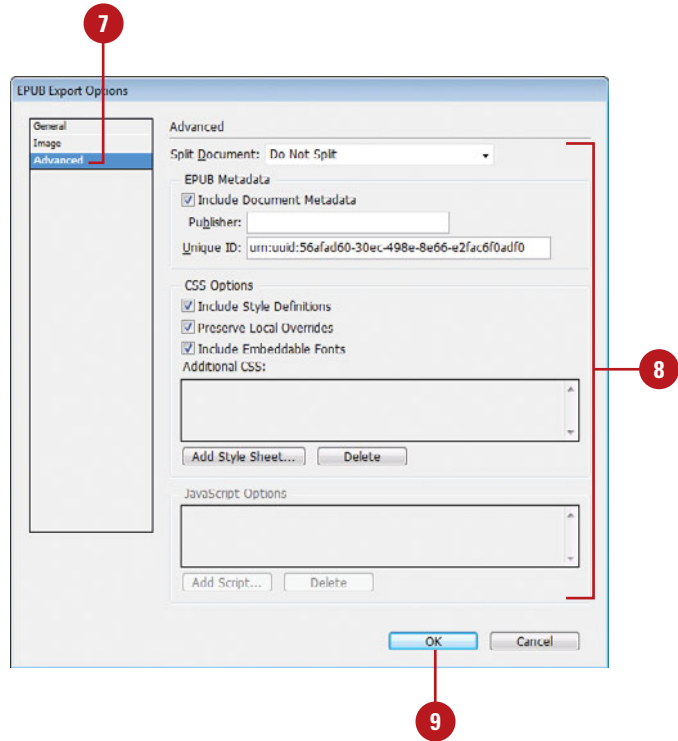 7
EPUB Export Options
General
Image
Advanced
Advanced
Split Document: Do Not Split
EPUB Metadata
Include Document Metadata
Publisher:
Unique ID: urn:uuid:56afad60-30ec-498e-8e66-e2fac6f0adf0
CSS Options
Include Style Definitions
Preserve Local Overrides
Include Embeddable Fonts
Additional CSS:
8
Add Style Sheet... Delete
JavaScript Options
Add Script... Delete
OK Cancel
9